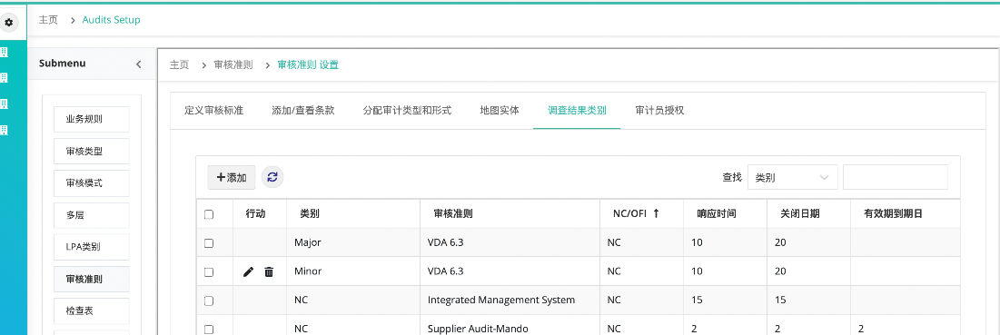 主页 > Audits Setup
Submenu
主页 > 审核准则 > 审核准则 设置
定义审核标准 添加/查看条款 分配审计类型和形式 地图实体 调查结果类别 审计员授权
业务规则
审核类型
审核模式
多层
LPA类别
审核准则
检查表
+添加 查找 类别
行动 类别 审核准则 NC/OFI ↑ 响应时间 关闭日期 有效期到期日
Major VDA 6.3 NC 10 20
Minor VDA 6.3 NC 10 20
NC Integrated Management System NC 15 15
NC Supplier Audit-Mando NC 2 2 2